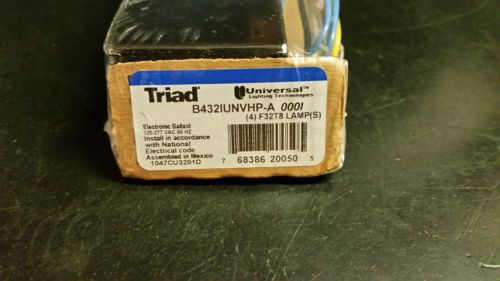 Triad®
Universal™
Lighting Technologies
B432IUNVHP-A 000I
(4) F32T8 LAMP(S)
Electronic Ballast
120-277 VAC 60 HZ
Install in accordance
with National
Electrical code
Assembled in Mexico
1047CU3201D
7 68386 20050 5